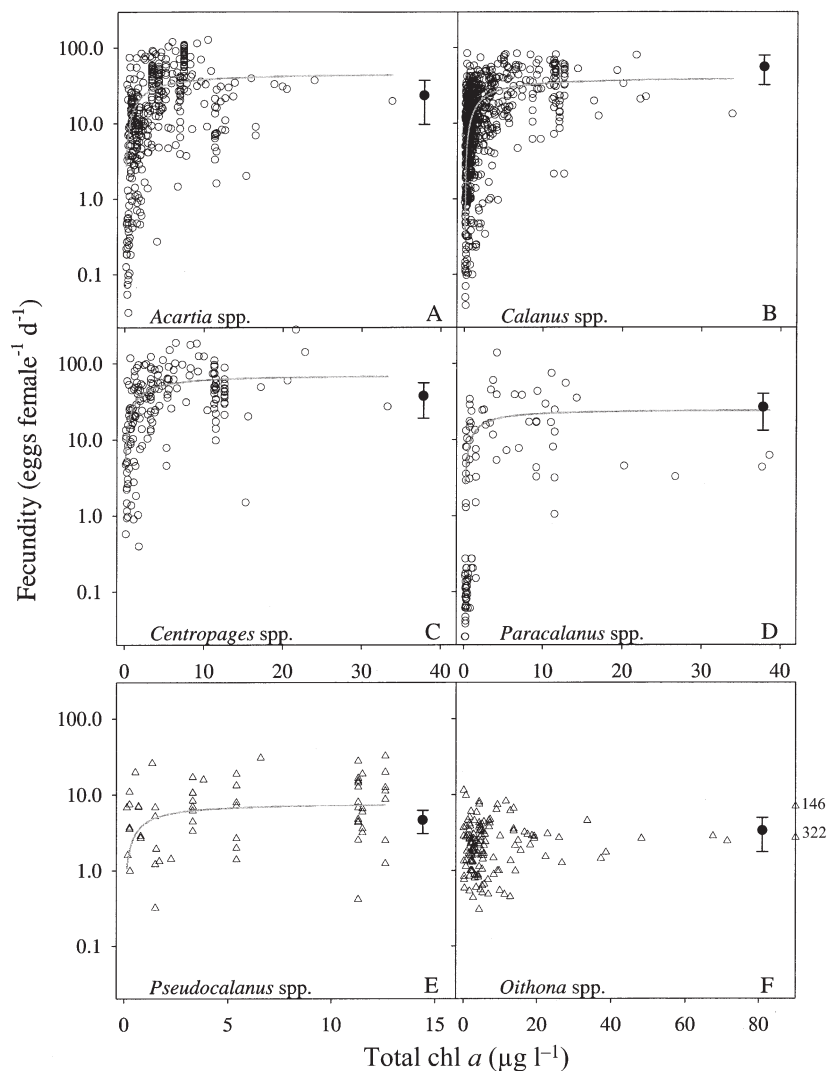 100.0
10.0
1.0
0.1
Acartia spp.
A
Calanus spp.
B
Fecundity (eggs female⁻¹ d⁻¹)
100.0
10.0
1.0
0.1
Centropages spp.
C
Paracalanus spp.
D
0 10 20 30 40
0 10 20 30 40
100.0
10.0
1.0
0.1
146
322
Pseudocalanus spp.
E
Oithona spp.
F
0 5 10 15
0 20 40 60 80
Total chl a (µg l⁻¹)